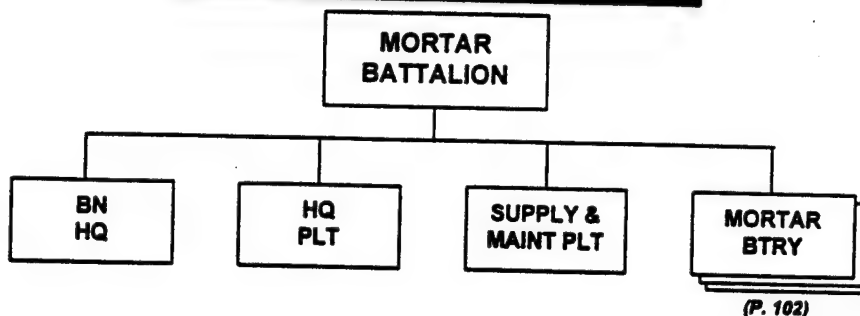 MORTAR
BATTALION
BN
HQ
HQ
PLT
SUPPLY &
MAINT PLT
MORTAR
BTRY
(P. 102)